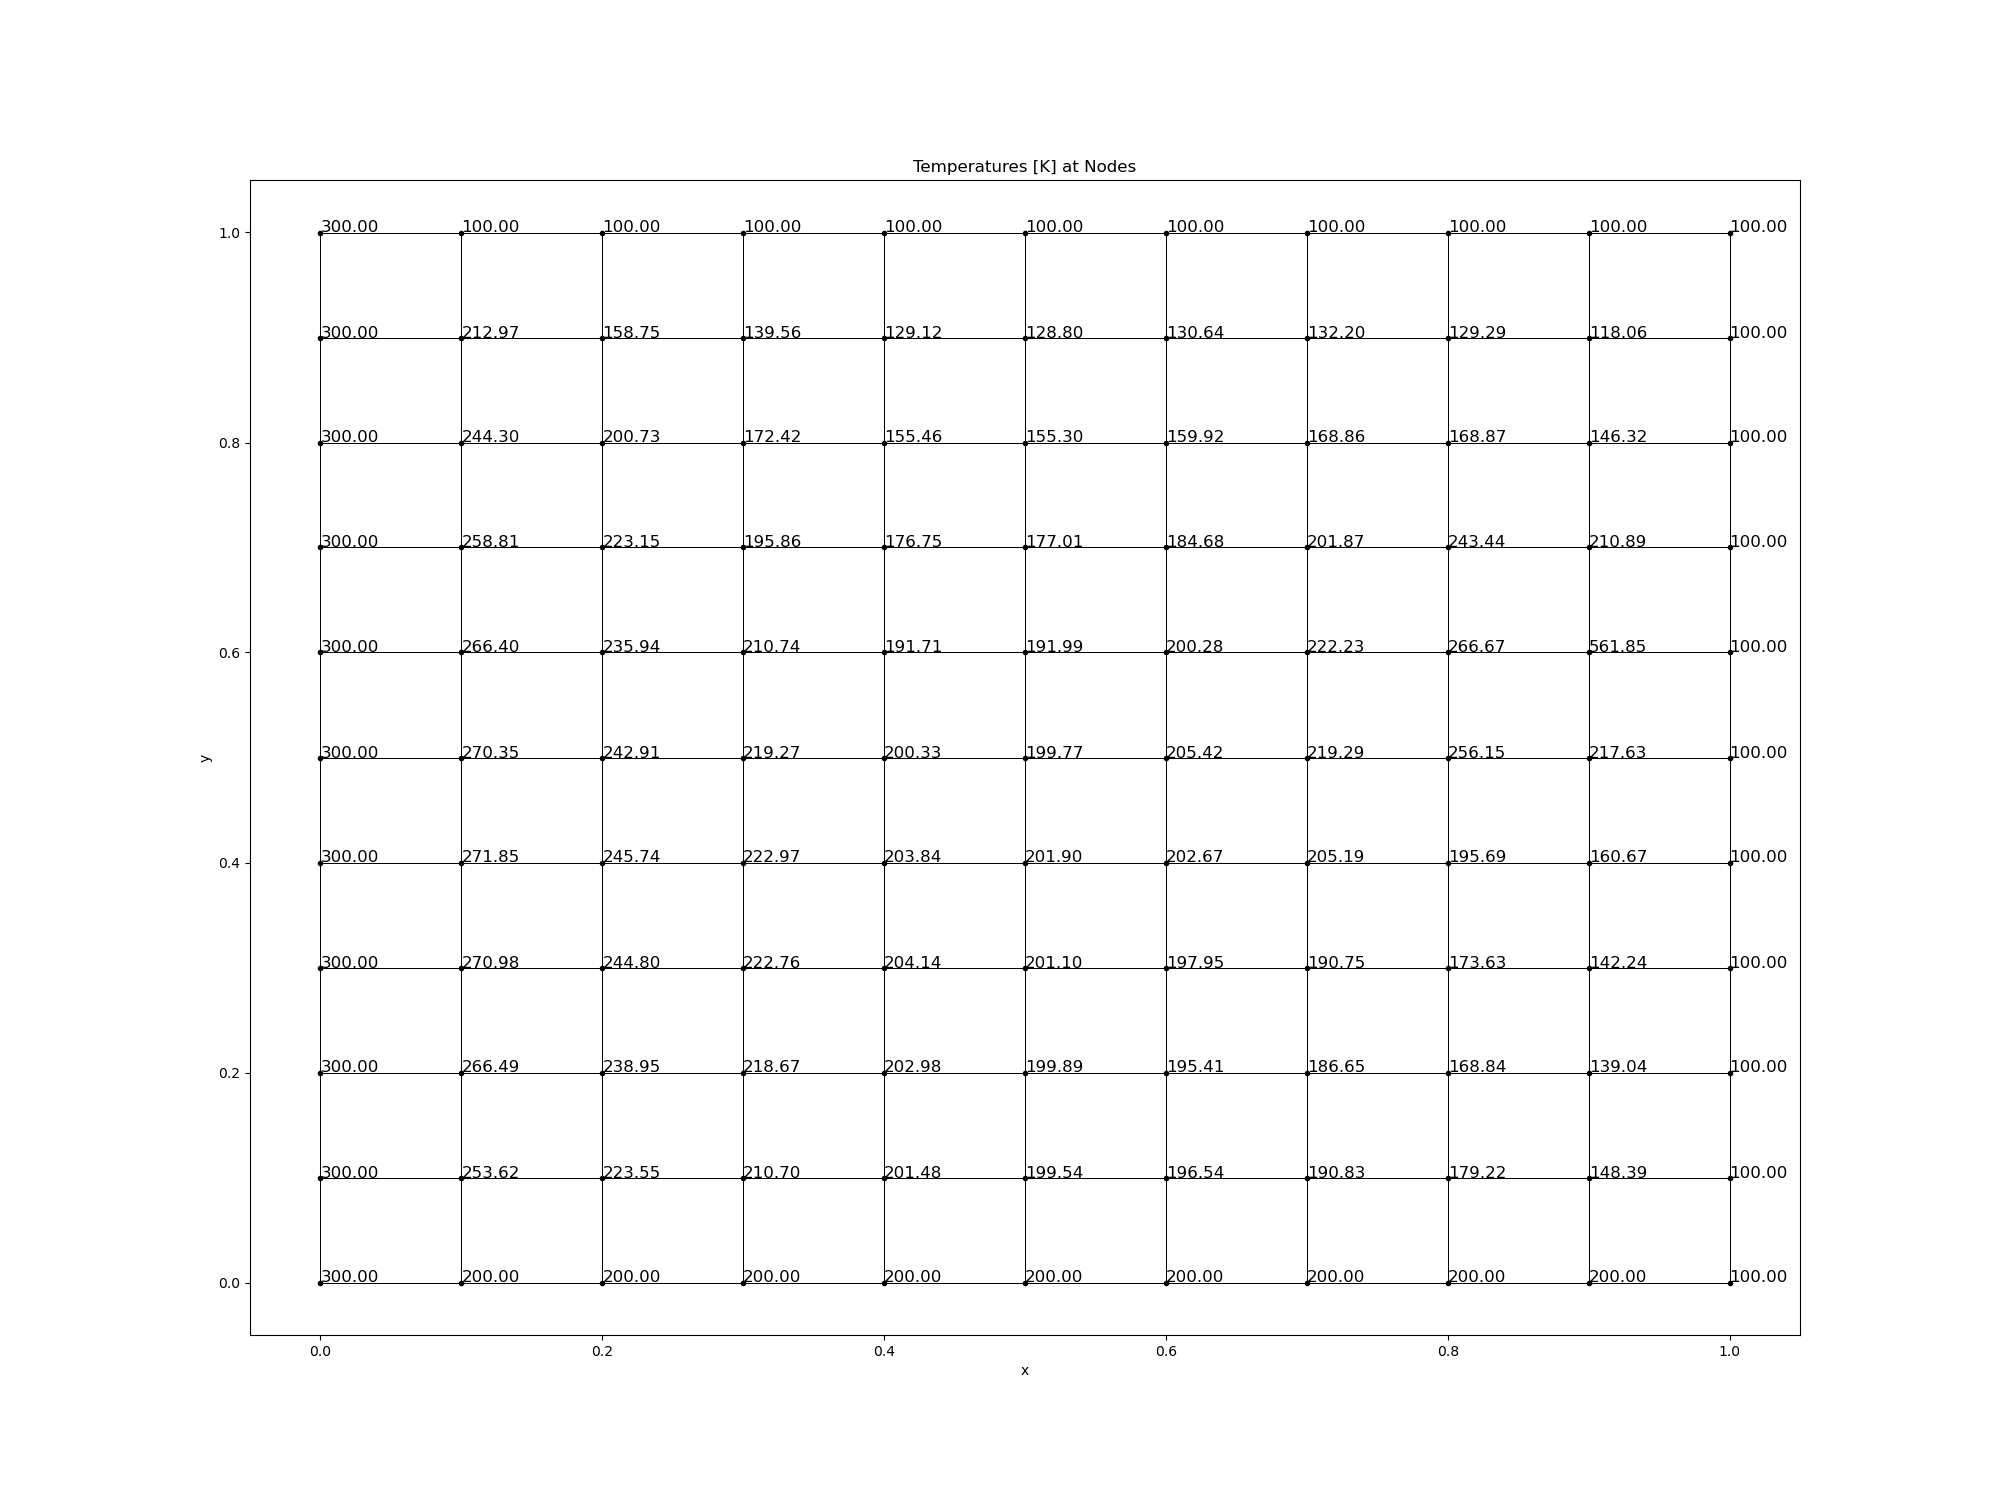 Temperatures [K] at Nodes
1.0 300.00 100.00 100.00 100.00 100.00 100.00 100.00 100.00 100.00 100.00 100.00
300.00 212.97 158.75 139.56 129.12 128.80 130.64 132.20 129.29 118.06 100.00
0.8 300.00 244.30 200.73 172.42 155.46 155.30 159.92 168.86 168.87 146.32 100.00
300.00 258.81 223.15 195.86 176.75 177.01 184.68 201.87 243.44 210.89 100.00
0.6 300.00 266.40 235.94 210.74 191.71 191.99 200.28 222.23 266.67 561.85 100.00
300.00 270.35 242.91 219.27 200.33 199.77 205.42 219.29 256.15 217.63 100.00
y
0.4 300.00 271.85 245.74 222.97 203.84 201.90 202.67 205.19 195.69 160.67 100.00
300.00 270.98 244.80 222.76 204.14 201.10 197.95 190.75 173.63 142.24 100.00
0.2 300.00 266.49 238.95 218.67 202.98 199.89 195.41 186.65 168.84 139.04 100.00
300.00 253.62 223.55 210.70 201.48 199.54 196.54 190.83 179.22 148.39 100.00
0.0 300.00 200.00 200.00 200.00 200.00 200.00 200.00 200.00 200.00 200.00 100.00
0.0 0.2 0.4 0.6 0.8 1.0
x